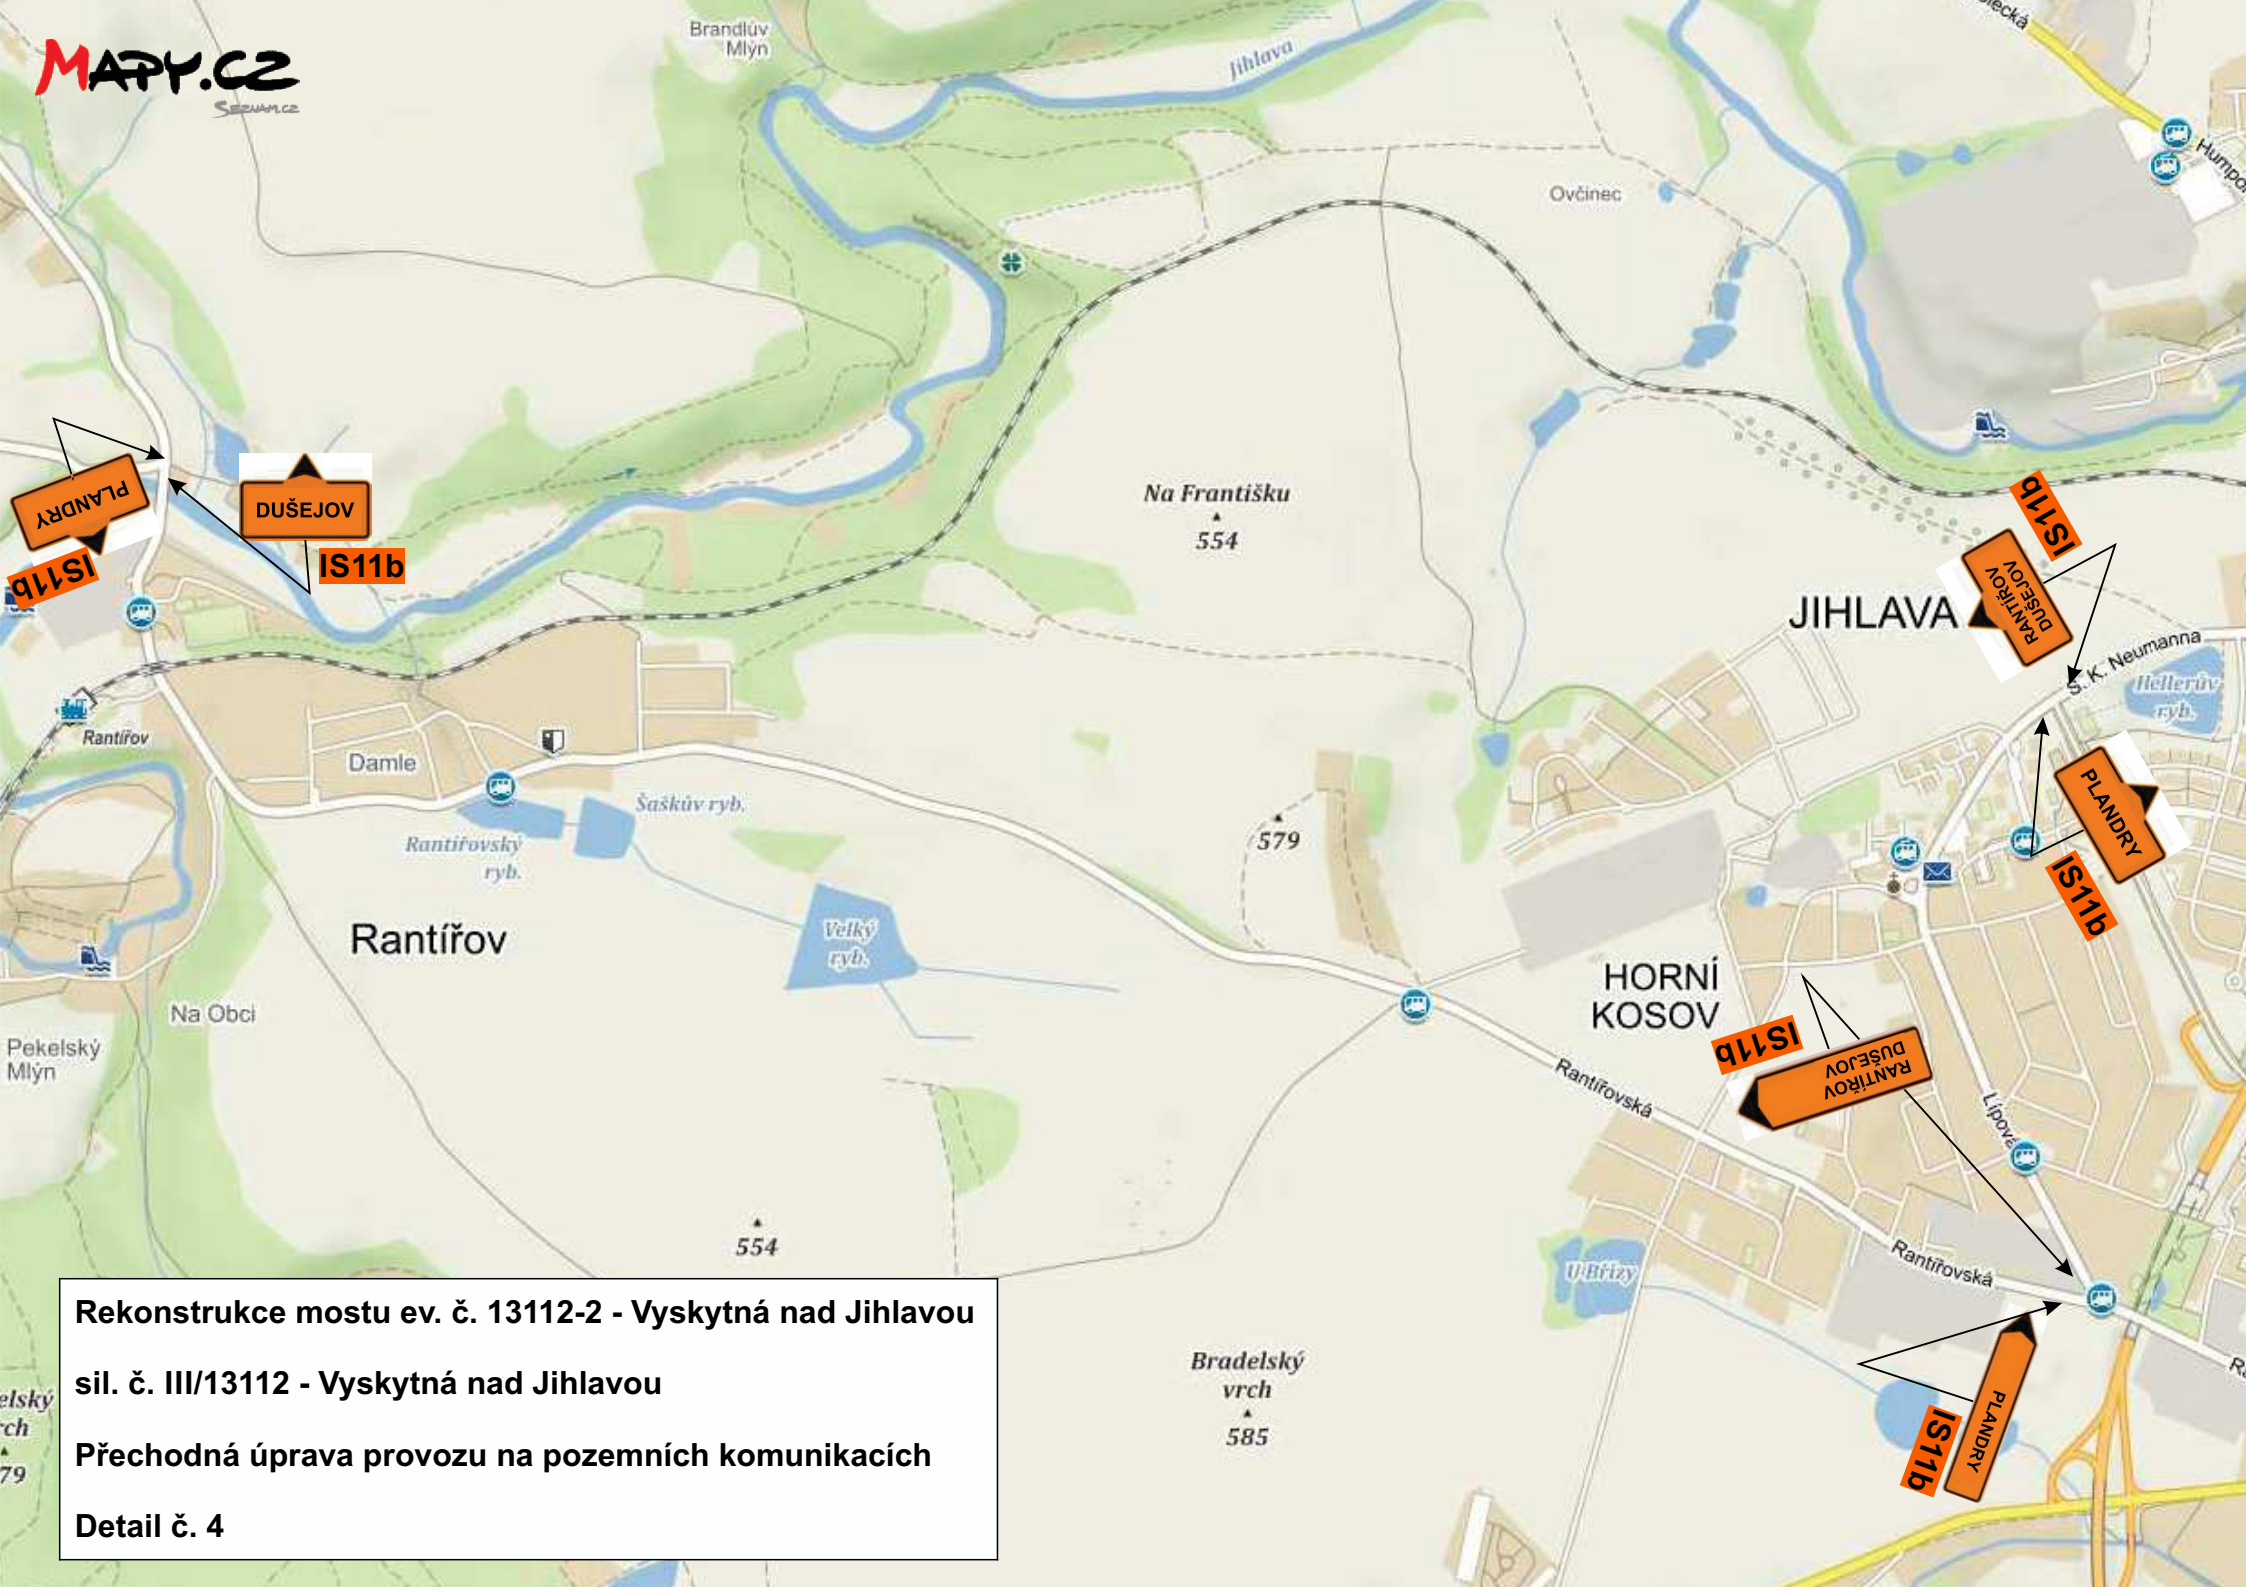 MAPY.CZ
SEZNAM.CZ
Brandlův
Mlýn
Jihlava
Ovčinec
PLANDRY
IS11b
DUŠEJOV
IS11b
Na Františku
554
IS11b
RANTÍŘOV
DUŠEJOV
JIHLAVA
S. K. Neumanna
Hellerův
ryb.
Rantířov
Damle
Šaškův ryb.
Rantířovský
ryb.
579
PLANDRY
IS11b
Rantířov
Velký
ryb.
HORNÍ
KOSOV
Na Obci
Pekelský
Mlýn
IS11b
RANTÍŘOV
DUŠEJOV
Rantířovská
Lipová
554
Rantířovská
U Břízy
Bradelský
vrch
585
PLANDRY
IS11b
79
Rekonstrukce mostu ev. č. 13112-2 - Vyskytná nad Jihlavou
sil. č. III/13112 - Vyskytná nad Jihlavou
Přechodná úprava provozu na pozemních komunikacích
Detail č. 4